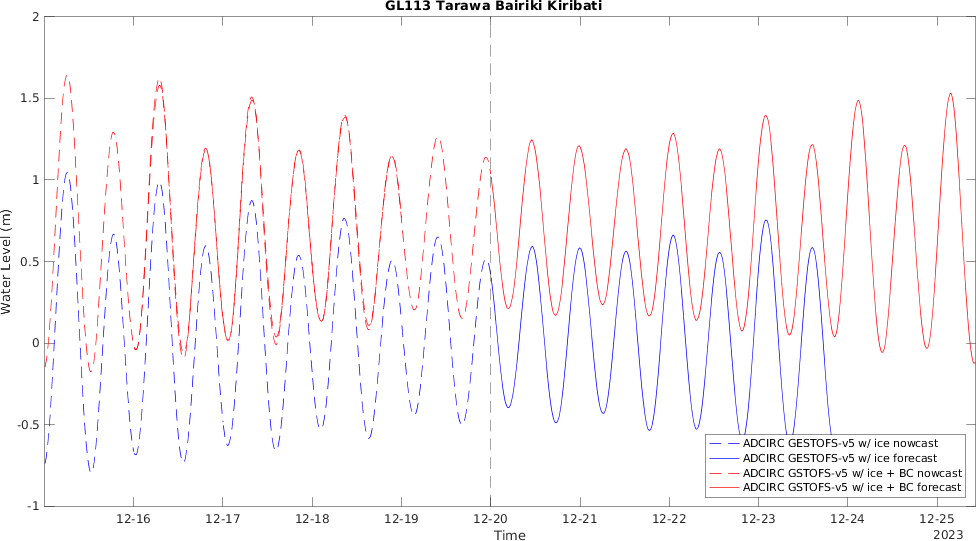 GL113 Tarawa Bairiki Kiribati
2
1.5
1
0.5
0
-0.5
-1
Water Level (m)
ADCIRC GESTOFS-v5 w/ ice nowcast
ADCIRC GESTOFS-v5 w/ ice forecast
ADCIRC GSTOFS-v5 w/ ice + BC nowcast
ADCIRC GSTOFS-v5 w/ ice + BC forecast
12-16 12-17 12-18 12-19 12-20 12-21 12-22 12-23 12-24 12-25
Time
2023